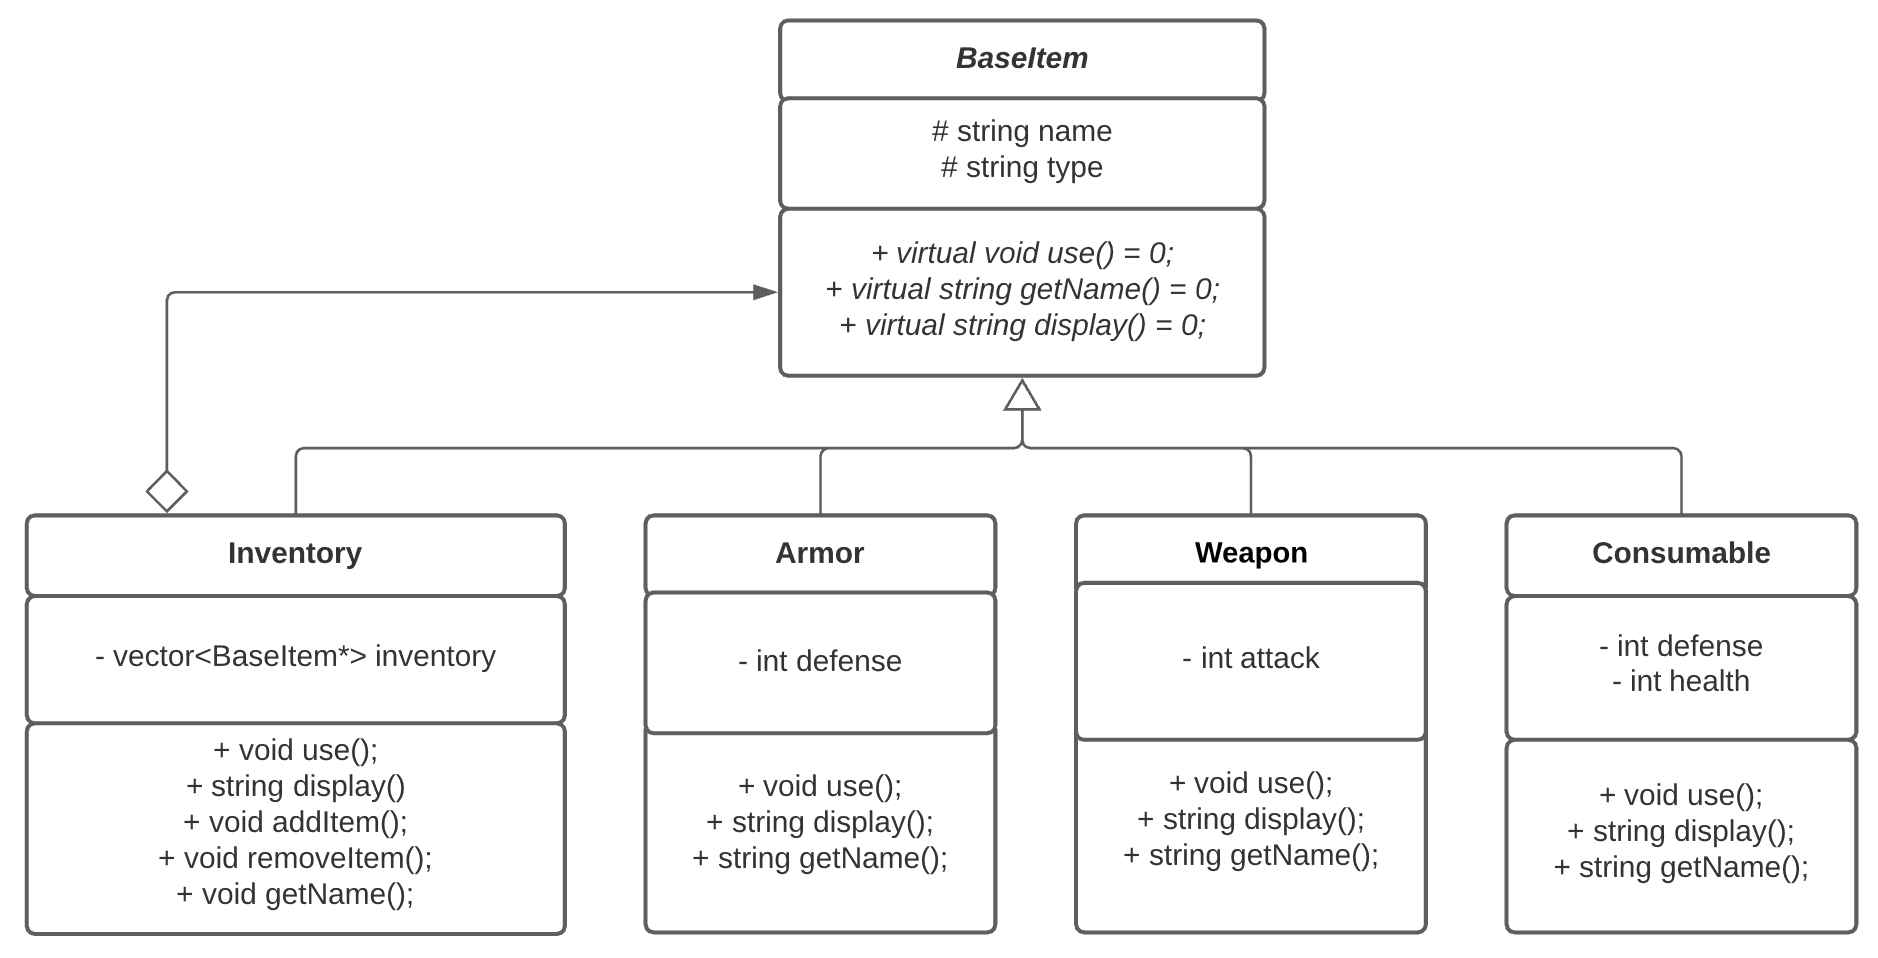 BaseItem
# string name
# string type
+ virtual void use() = 0;
+ virtual string getName() = 0;
+ virtual string display() = 0;
Inventory
- vector<BaseItem*> inventory
+ void use();
+ string display()
+ void addItem();
+ void removeItem();
+ void getName();
Armor
- int defense
+ void use();
+ string display();
+ string getName();
Weapon
- int attack
+ void use();
+ string display();
+ string getName();
Consumable
- int defense
- int health
+ void use();
+ string display();
+ string getName();